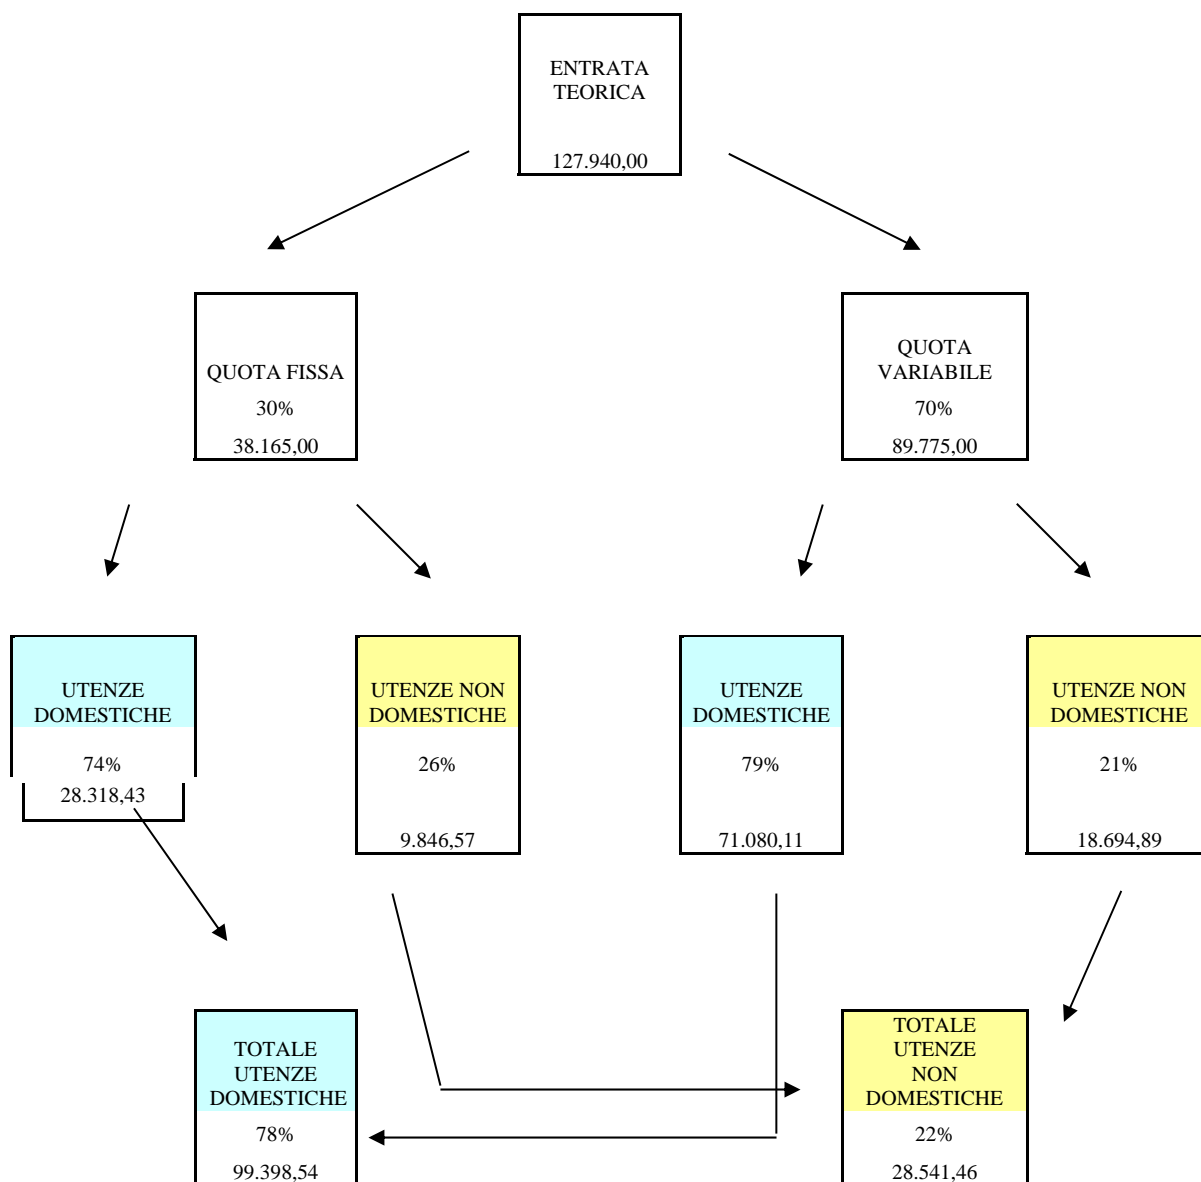 ENTRATA
TEORICA
127.940,00
QUOTA FISSA
30%
38.165,00
QUOTA
VARIABILE
70%
89.775,00
UTENZE
DOMESTICHE
74%
28.318,43
UTENZE NON
DOMESTICHE
26%
9.846,57
UTENZE
DOMESTICHE
79%
71.080,11
UTENZE NON
DOMESTICHE
21%
18.694,89
TOTALE
UTENZE
DOMESTICHE
78%
99.398,54
TOTALE
UTENZE
NON
DOMESTICHE
22%
28.541,46